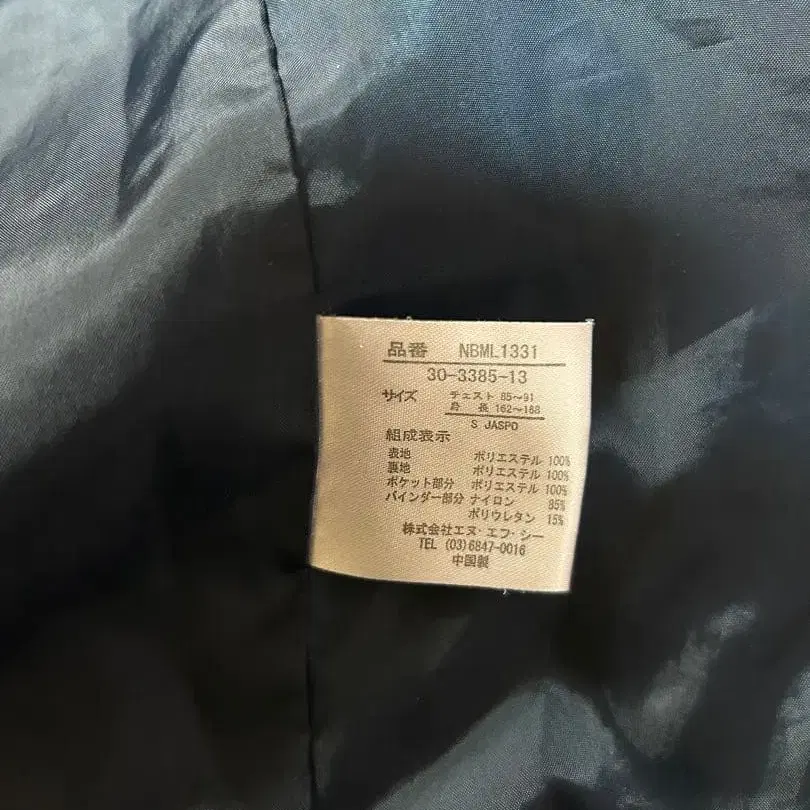 品番 NBML1331
30-3385-13
サイズ チェスト 85~91
身 長 162~168
S JASPO
組成表示
表地 ポリエステル 100%
裏地 ポリエステル 100%
ポケット部分 ポリエステル 100%
バインダー部分 ナイロン 85%
ポリウレタン 15%
株式会社エヌ・エフ・シー
TEL (03)6847-0016
中国製